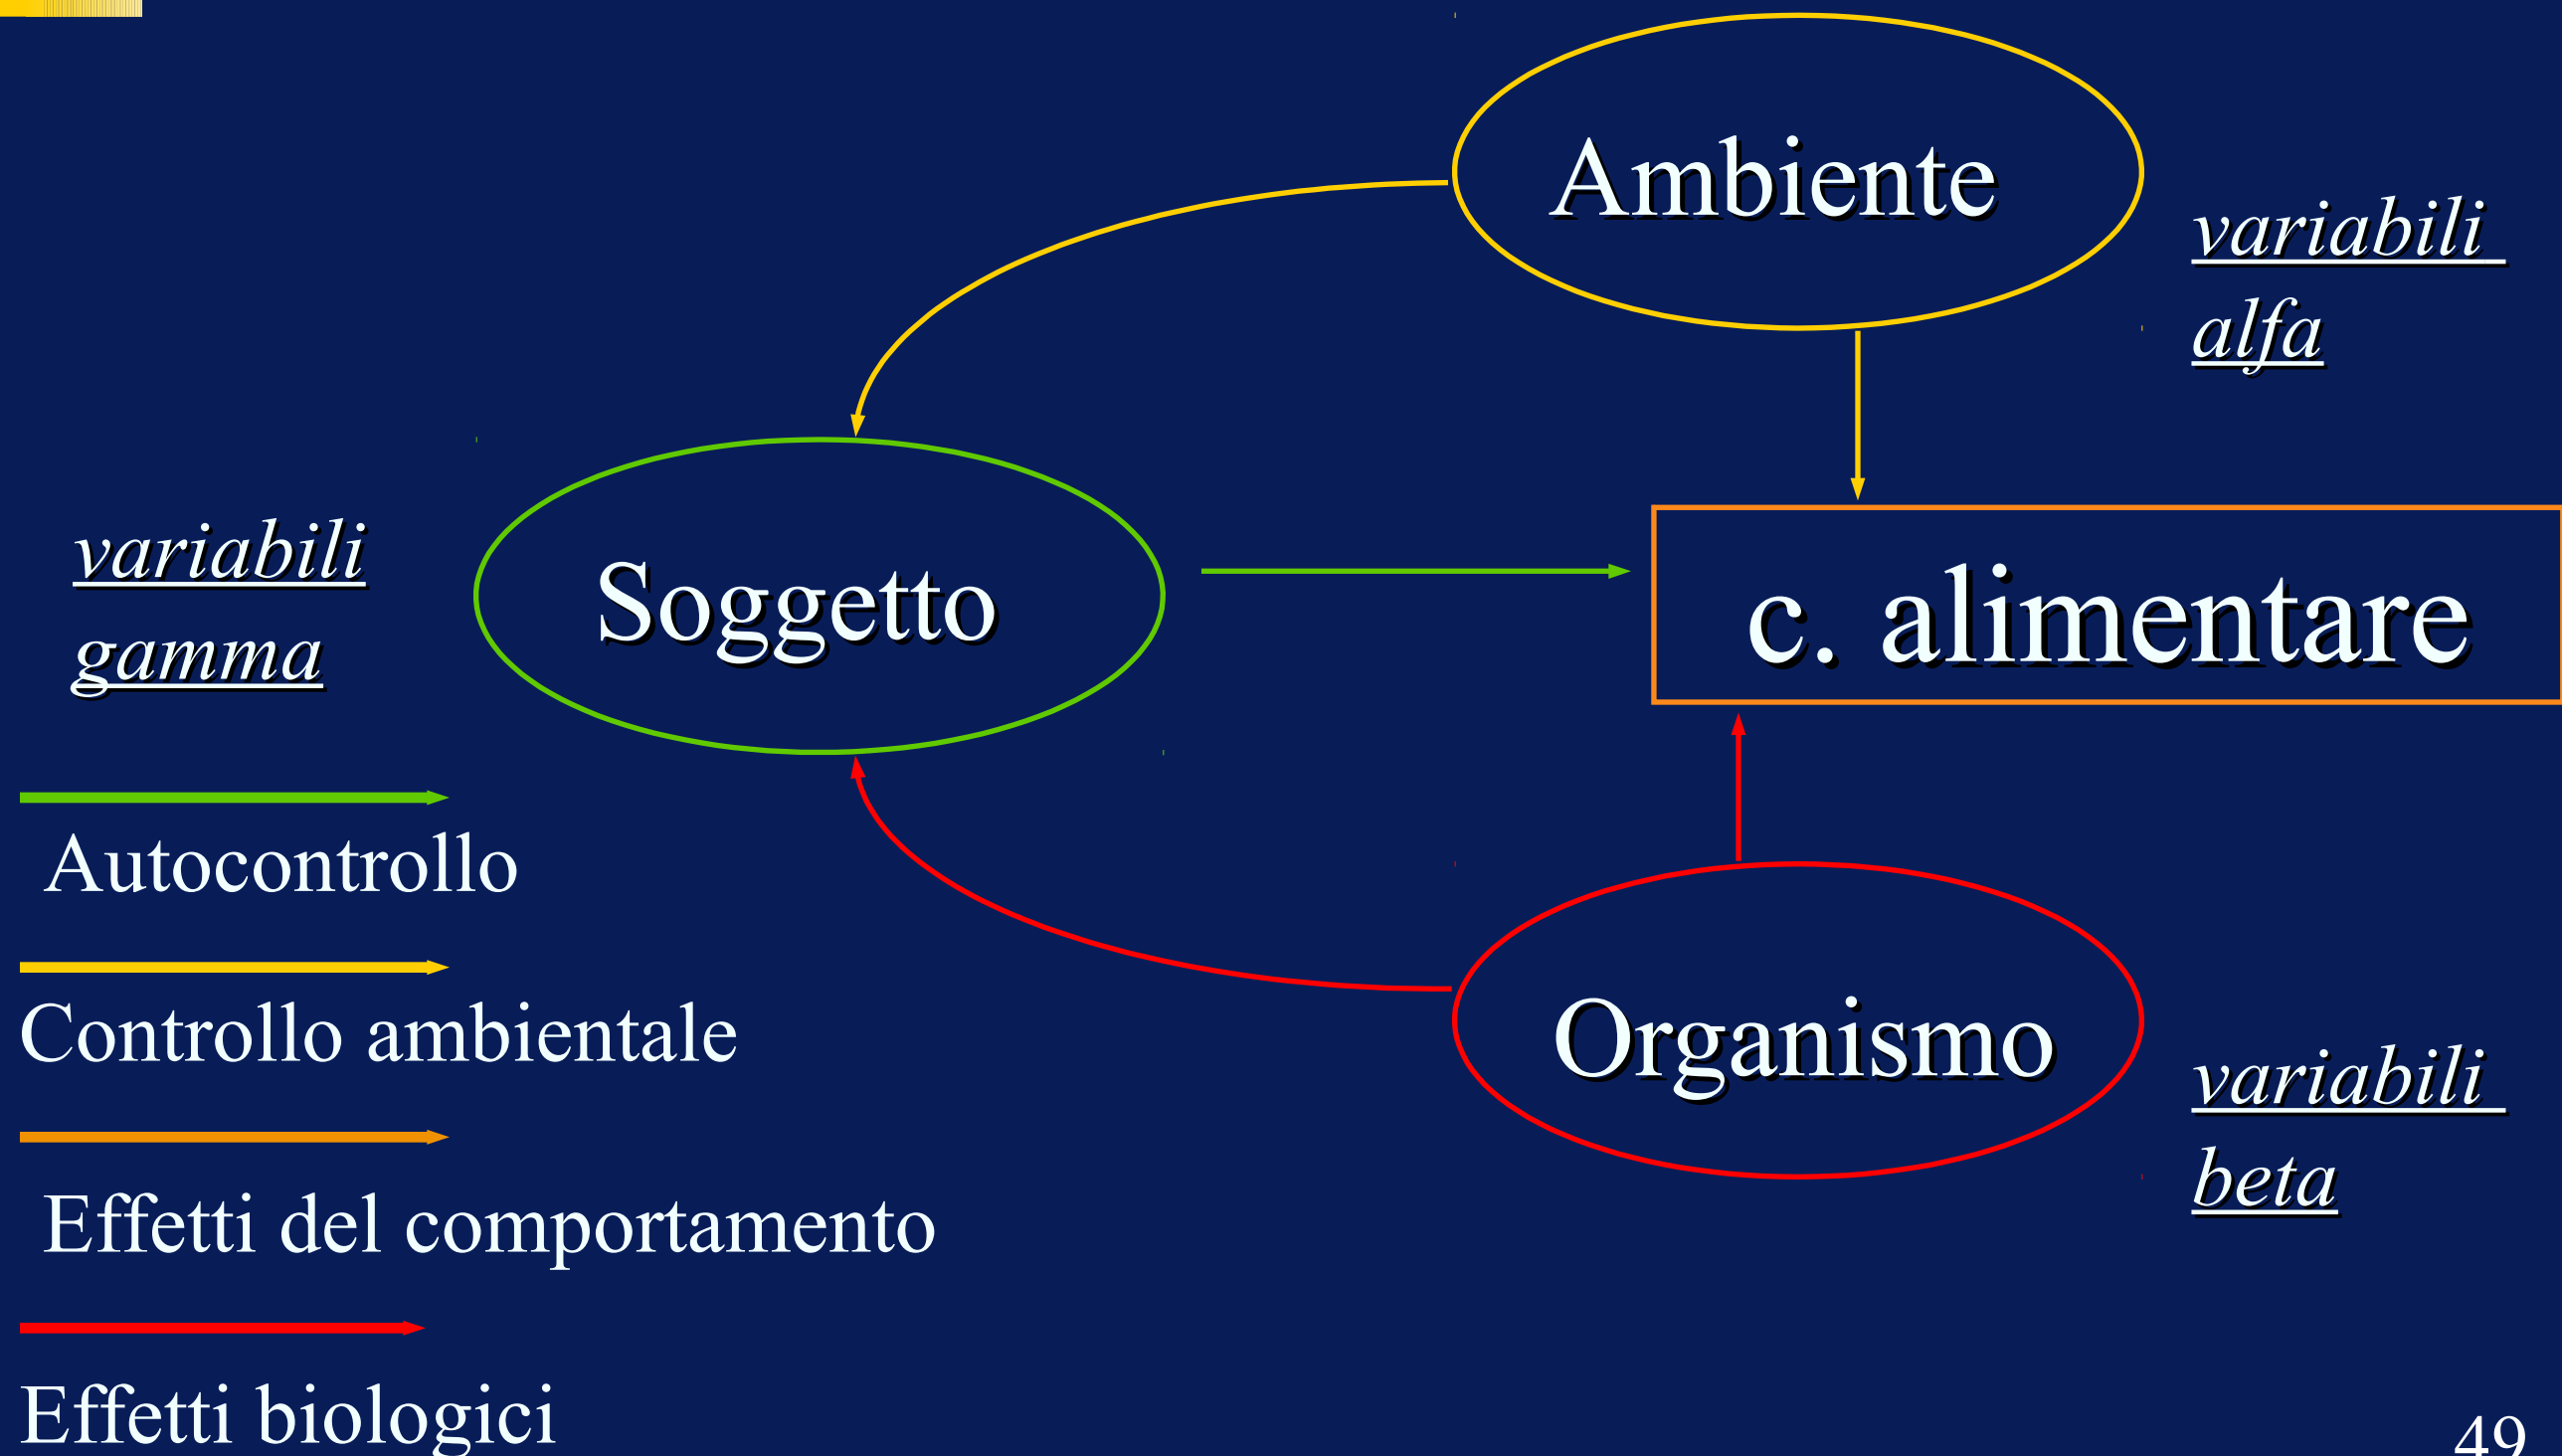 Ambiente
variabili
alfa
variabili
gamma
Soggetto
c. alimentare
Autocontrollo
Controllo ambientale
Organismo
variabili
beta
Effetti del comportamento
Effetti biologici
49